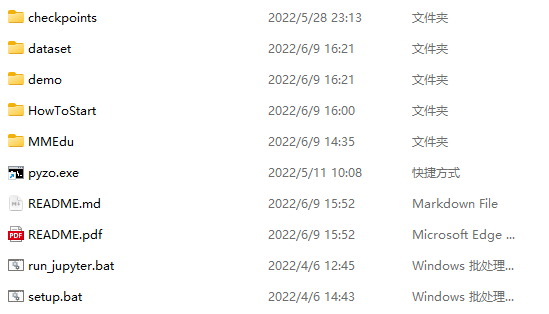 checkpoints 2022/5/28 23:13 文件夹
dataset 2022/6/9 16:21 文件夹
demo 2022/6/9 16:21 文件夹
HowToStart 2022/6/9 16:00 文件夹
MMEdu 2022/6/9 14:35 文件夹
pyzo.exe 2022/5/11 10:08 快捷方式
README.md 2022/6/9 15:52 Markdown File
PDF README.pdf 2022/6/9 15:52 Microsoft Edge ...
run_jupyter.bat 2022/4/6 12:45 Windows 批处理...
setup.bat 2022/4/6 14:43 Windows 批处理...